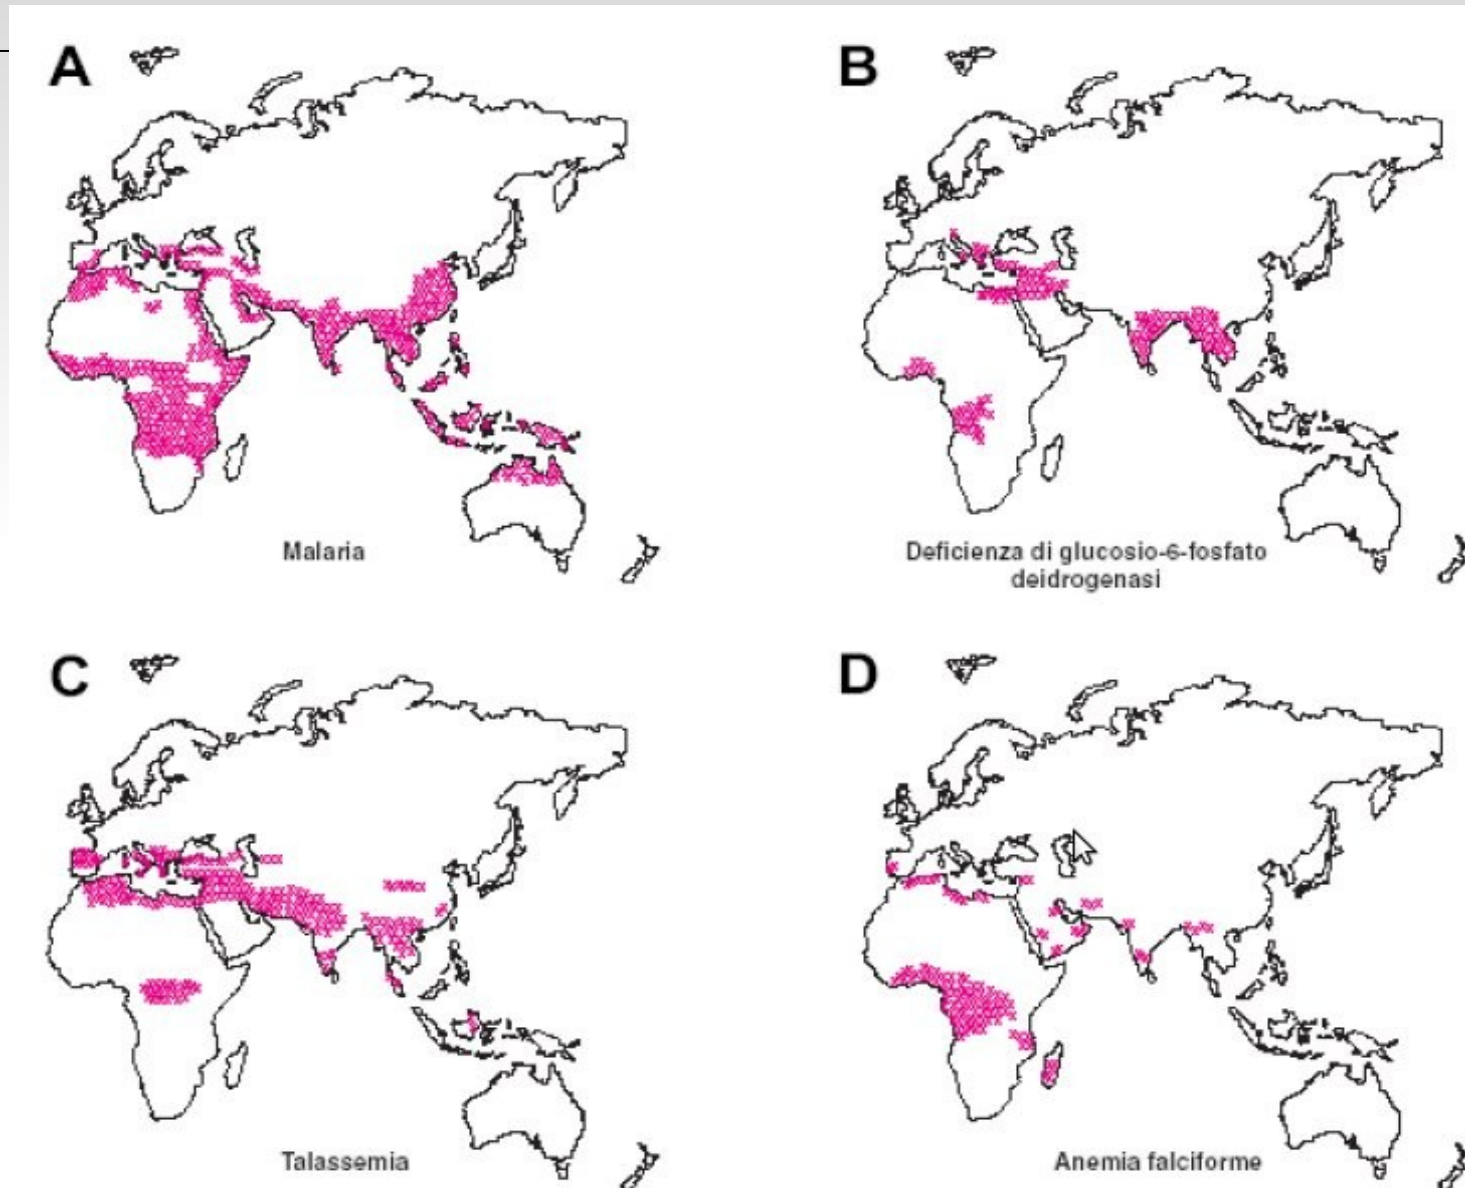 A
B
Malaria
Deficienza di glucosio-6-fosfato
deidrogenasi
C
D
Talassemia
Anemia falciforme